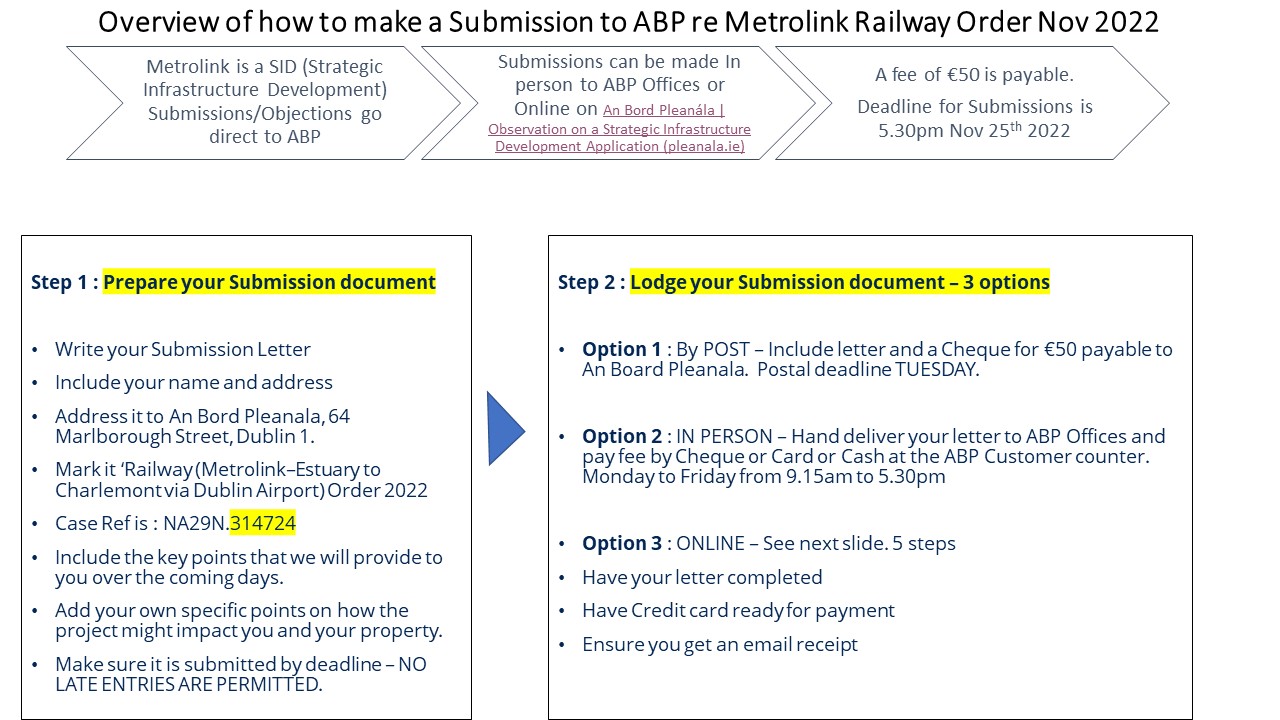 Overview of how to make a Submission to ABP re Metrolink Railway Order Nov 2022
Metrolink is a SID (Strategic
Infrastructure Development)
Submissions/Objections go
direct to ABP
Submissions can be made In
person to ABP Offices or
Online on An Bord Pleanála |
Observation on a Strategic Infrastructure
Development Application (pleanala.ie)
A fee of €50 is payable.
Deadline for Submissions is
5.30pm Nov 25th 2022
Step 1 : Prepare your Submission document
• Write your Submission Letter
• Include your name and address
• Address it to An Bord Pleanala, 64
Marlborough Street, Dublin 1.
• Mark it ‘Railway (Metrolink–Estuary to
Charlemont via Dublin Airport) Order 2022
• Case Ref is : NA29N.314724
• Include the key points that we will provide to
you over the coming days.
• Add your own specific points on how the
project might impact you and your property.
• Make sure it is submitted by deadline – NO
LATE ENTRIES ARE PERMITTED.
Step 2 : Lodge your Submission document – 3 options
• Option 1 : By POST – Include letter and a Cheque for €50 payable to
An Board Pleanala. Postal deadline TUESDAY.
• Option 2 : IN PERSON – Hand deliver your letter to ABP Offices and
pay fee by Cheque or Card or Cash at the ABP Customer counter.
Monday to Friday from 9.15am to 5.30pm
• Option 3 : ONLINE – See next slide. 5 steps
• Have your letter completed
• Have Credit card ready for payment
• Ensure you get an email receipt